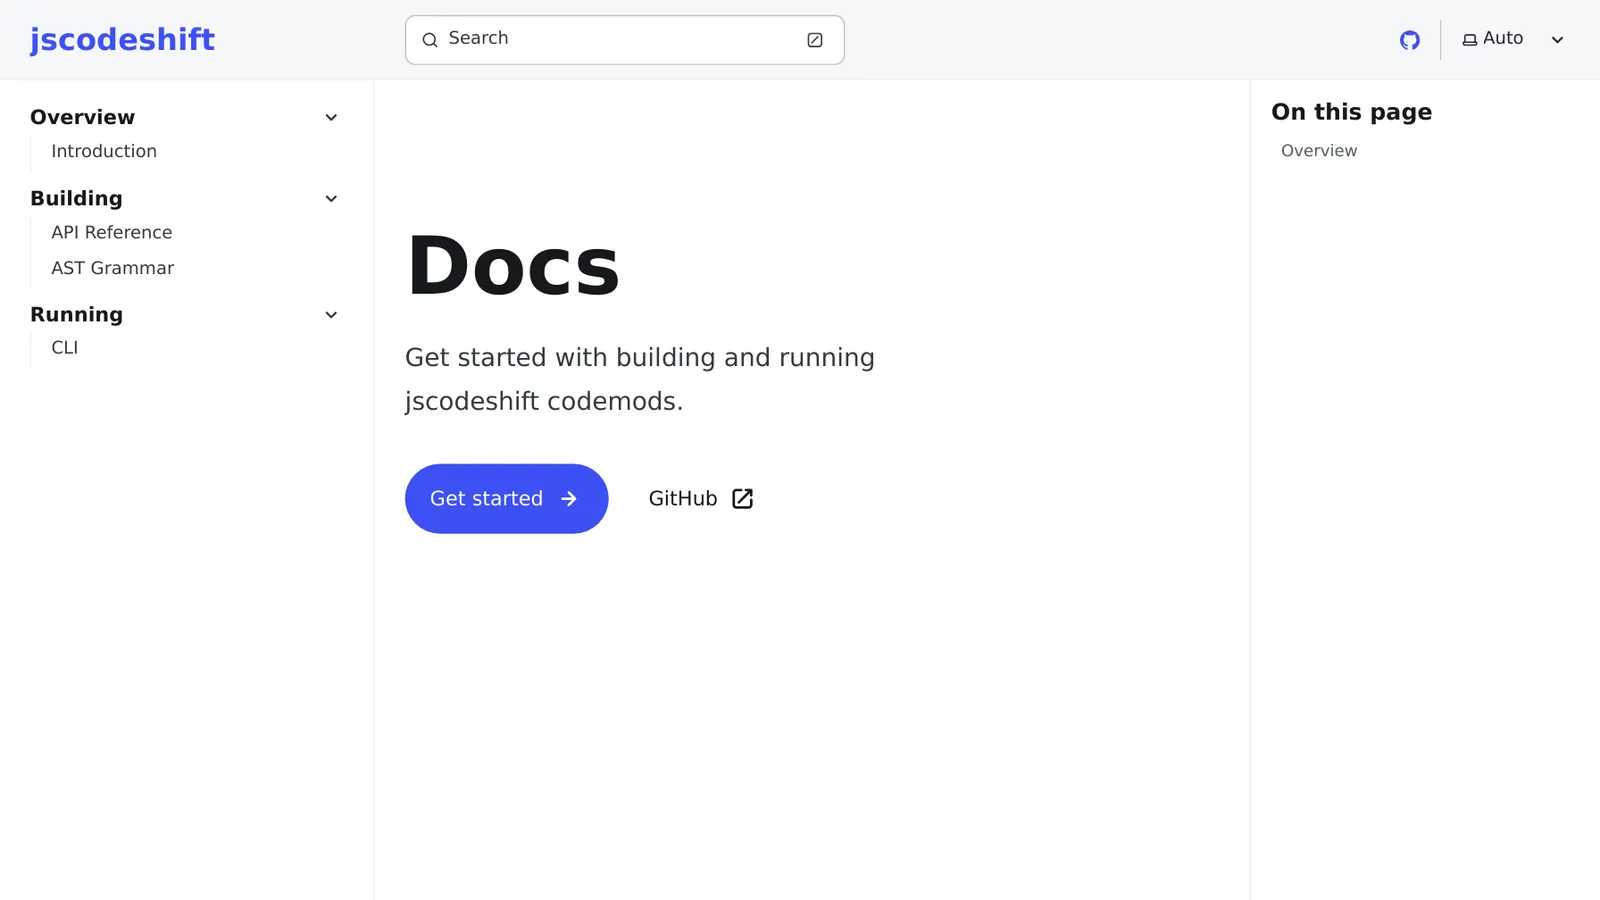 jscodeshift
Search
Auto
Overview
Introduction
Building
API Reference
AST Grammar
Running
CLI
Docs
Get started with building and running
jscodeshift codemods.
Get started
GitHub
On this page
Overview